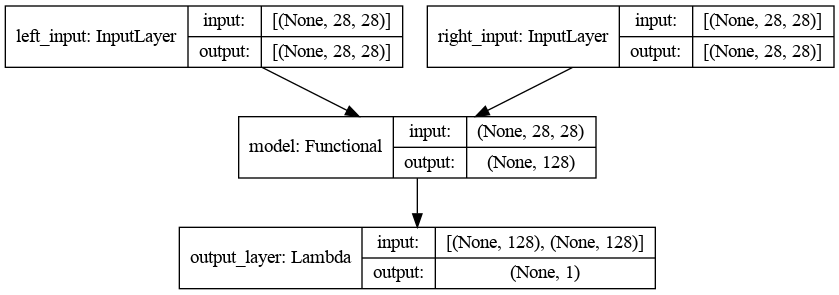 left_input: InputLayer
input:
[(None, 28, 28)]
output:
[(None, 28, 28)]
right_input: InputLayer
input:
[(None, 28, 28)]
output:
[(None, 28, 28)]
model: Functional
input:
(None, 28, 28)
output:
(None, 128)
output_layer: Lambda
input:
[(None, 128), (None, 128)]
output:
(None, 1)